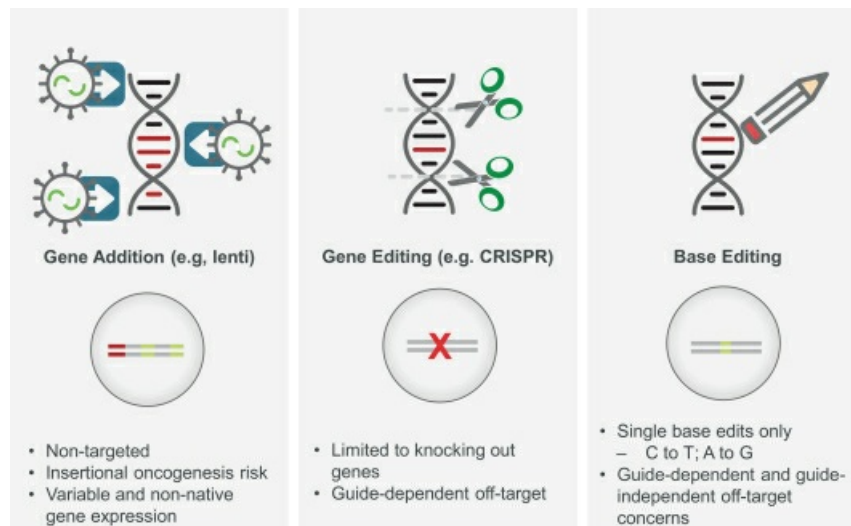 Gene Addition (e.g, lenti)
• Non-targeted
• Insertional oncogenesis risk
• Variable and non-native
gene expression
Gene Editing (e.g. CRISPR)
X
• Limited to knocking out
genes
• Guide-dependent off-target
Base Editing
• Single base edits only
– C to T; A to G
• Guide-dependent and guide-
independent off-target
concerns